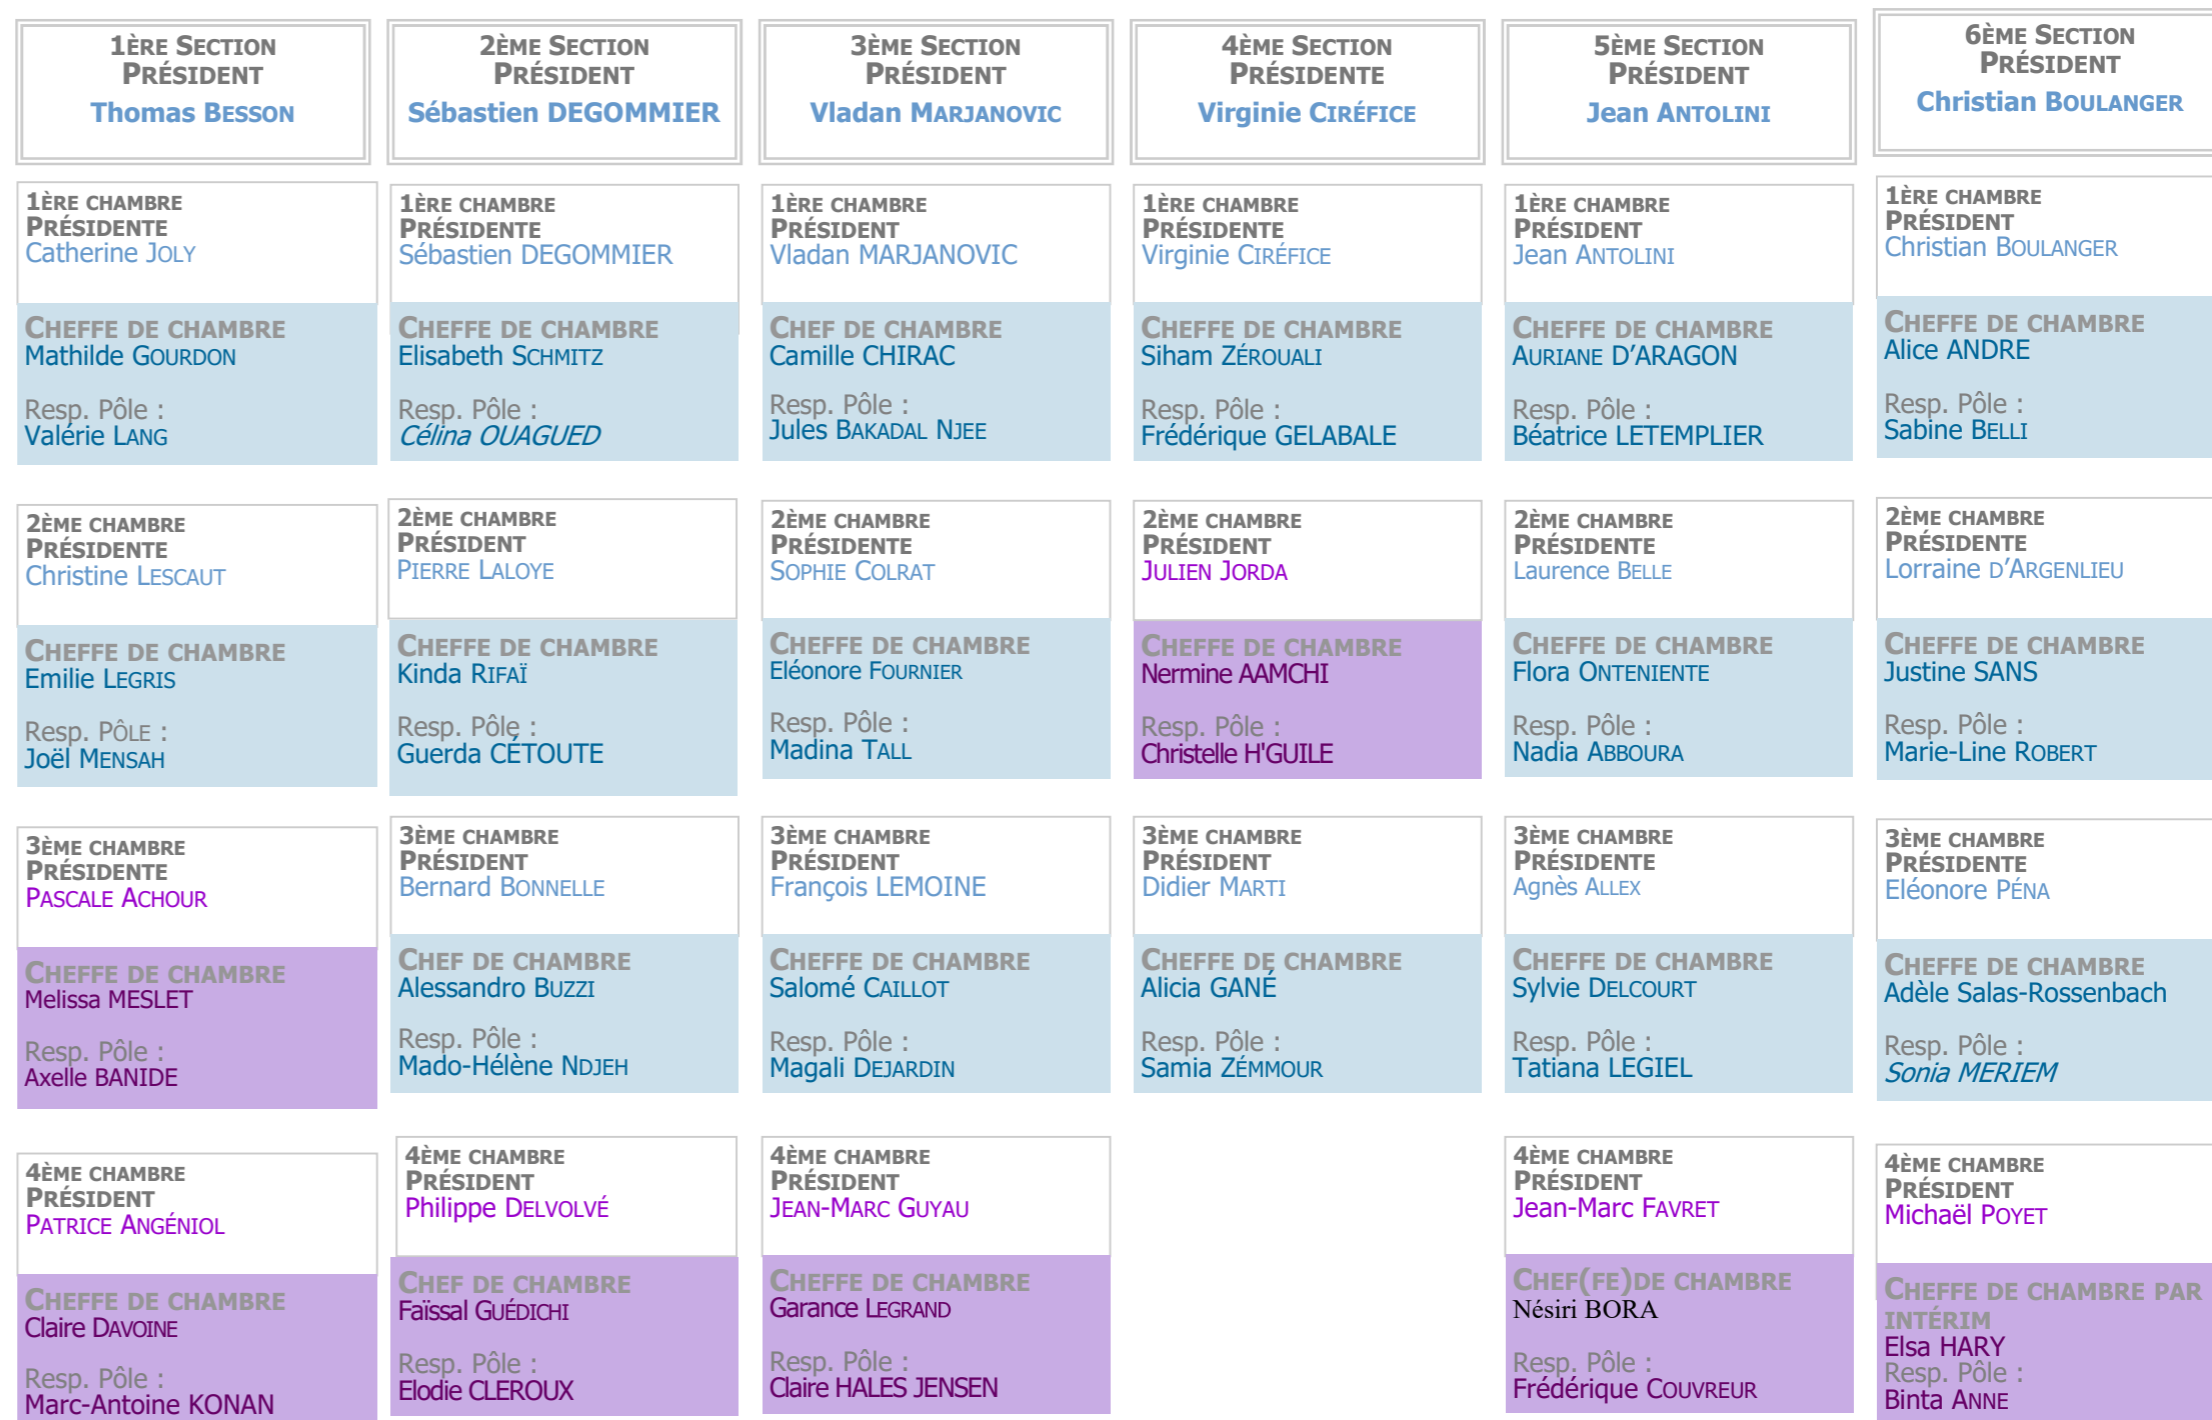 1ÈRE SECTION
PRÉSIDENT
Thomas BESSON
2ÈME SECTION
PRÉSIDENT
Sébastien DEGOMMIER
3ÈME SECTION
PRÉSIDENT
Vladan MARJANOVIC
4ÈME SECTION
PRÉSIDENTE
Virginie CIRÉFICE
5ÈME SECTION
PRÉSIDENT
Jean ANTOLINI
6ÈME SECTION
PRÉSIDENT
Christian BOULANGER
1ÈRE CHAMBRE
PRÉSIDENTE
Catherine JOLY
CHEFFE DE CHAMBRE
Mathilde GOURDON
Resp. Pôle :
Valérie LANG
1ÈRE CHAMBRE
PRÉSIDENTE
Sébastien DEGOMMIER
CHEFFE DE CHAMBRE
Elisabeth SCHMITZ
Resp. Pôle :
Célina OUAGUED
1ÈRE CHAMBRE
PRÉSIDENT
Vladan MARJANOVIC
CHEF DE CHAMBRE
Camille CHIRAC
Resp. Pôle :
Jules BAKADAL NJEE
1ÈRE CHAMBRE
PRÉSIDENTE
Virginie CIRÉFICE
CHEFFE DE CHAMBRE
Siham ZÉROUALI
Resp. Pôle :
Frédérique GELABALE
1ÈRE CHAMBRE
PRÉSIDENT
Jean ANTOLINI
CHEFFE DE CHAMBRE
AURIANE D'ARAGON
Resp. Pôle :
Béatrice LETEMPLIER
1ÈRE CHAMBRE
PRÉSIDENT
Christian BOULANGER
CHEFFE DE CHAMBRE
Alice ANDRE
Resp. Pôle :
Sabine BELLI
2ÈME CHAMBRE
PRÉSIDENTE
Christine LESCAUT
CHEFFE DE CHAMBRE
Emilie LEGRIS
Resp. PÔLE :
Joël MENSAH
2ÈME CHAMBRE
PRÉSIDENT
PIERRE LALOYE
CHEFFE DE CHAMBRE
Kinda RIFAÏ
Resp. Pôle :
Guerda CÉTOUTE
2ÈME CHAMBRE
PRÉSIDENTE
SOPHIE COLRAT
CHEFFE DE CHAMBRE
Eléonore FOURNIER
Resp. Pôle :
Madina TALL
2ÈME CHAMBRE
PRÉSIDENT
JULIEN JORDA
CHEFFE DE CHAMBRE
Nermine AAMCHI
Resp. Pôle :
Christelle H'GUILE
2ÈME CHAMBRE
PRÉSIDENTE
Laurence BELLE
CHEFFE DE CHAMBRE
Flora ONTENIENTE
Resp. Pôle :
Nadia ABBOURA
2ÈME CHAMBRE
PRÉSIDENTE
Lorraine D'ARGENLIEU
CHEFFE DE CHAMBRE
Justine SANS
Resp. Pôle :
Marie-Line ROBERT
3ÈME CHAMBRE
PRÉSIDENTE
PASCALE ACHOUR
CHEFFE DE CHAMBRE
Melissa MESLET
Resp. Pôle :
Axelle BANIDE
3ÈME CHAMBRE
PRÉSIDENT
Bernard BONNELLE
CHEF DE CHAMBRE
Alessandro BUZZI
Resp. Pôle :
Mado-Hélène NDJEH
3ÈME CHAMBRE
PRÉSIDENT
François LEMOINE
CHEFFE DE CHAMBRE
Salomé CAILLOT
Resp. Pôle :
Magali DEJARDIN
3ÈME CHAMBRE
PRÉSIDENT
Didier MARTI
CHEFFE DE CHAMBRE
Alicia GANÉ
Resp. Pôle :
Samia ZÉMMOUR
3ÈME CHAMBRE
PRÉSIDENTE
Agnès ALLEX
CHEFFE DE CHAMBRE
Sylvie DELCOURT
Resp. Pôle :
Tatiana LEGIEL
3ÈME CHAMBRE
PRÉSIDENTE
Eléonore PÉNA
CHEFFE DE CHAMBRE
Adèle Salas-Rossenbach
Resp. Pôle :
Sonia MERIEM
4ÈME CHAMBRE
PRÉSIDENT
PATRICE ANGÉNIOL
CHEFFE DE CHAMBRE
Claire DAVOINE
Resp. Pôle :
Marc-Antoine KONAN
4ÈME CHAMBRE
PRÉSIDENT
Philippe DELVOLVÉ
CHEF DE CHAMBRE
Faïssal GUÉDICHI
Resp. Pôle :
Elodie CLEROUX
4ÈME CHAMBRE
PRÉSIDENT
JEAN-MARC GUYAU
CHEFFE DE CHAMBRE
Garance LEGRAND
Resp. Pôle :
Claire HALES JENSEN
4ÈME CHAMBRE
PRÉSIDENT
Jean-Marc FAVRET
CHEF(FE)DE CHAMBRE
Nésiri BORA
Resp. Pôle :
Frédérique COUVREUR
4ÈME CHAMBRE
PRÉSIDENT
Michaël POYET
CHEFFE DE CHAMBRE PAR
INTÉRIM
Elsa HARY
Resp. Pôle :
Binta ANNE